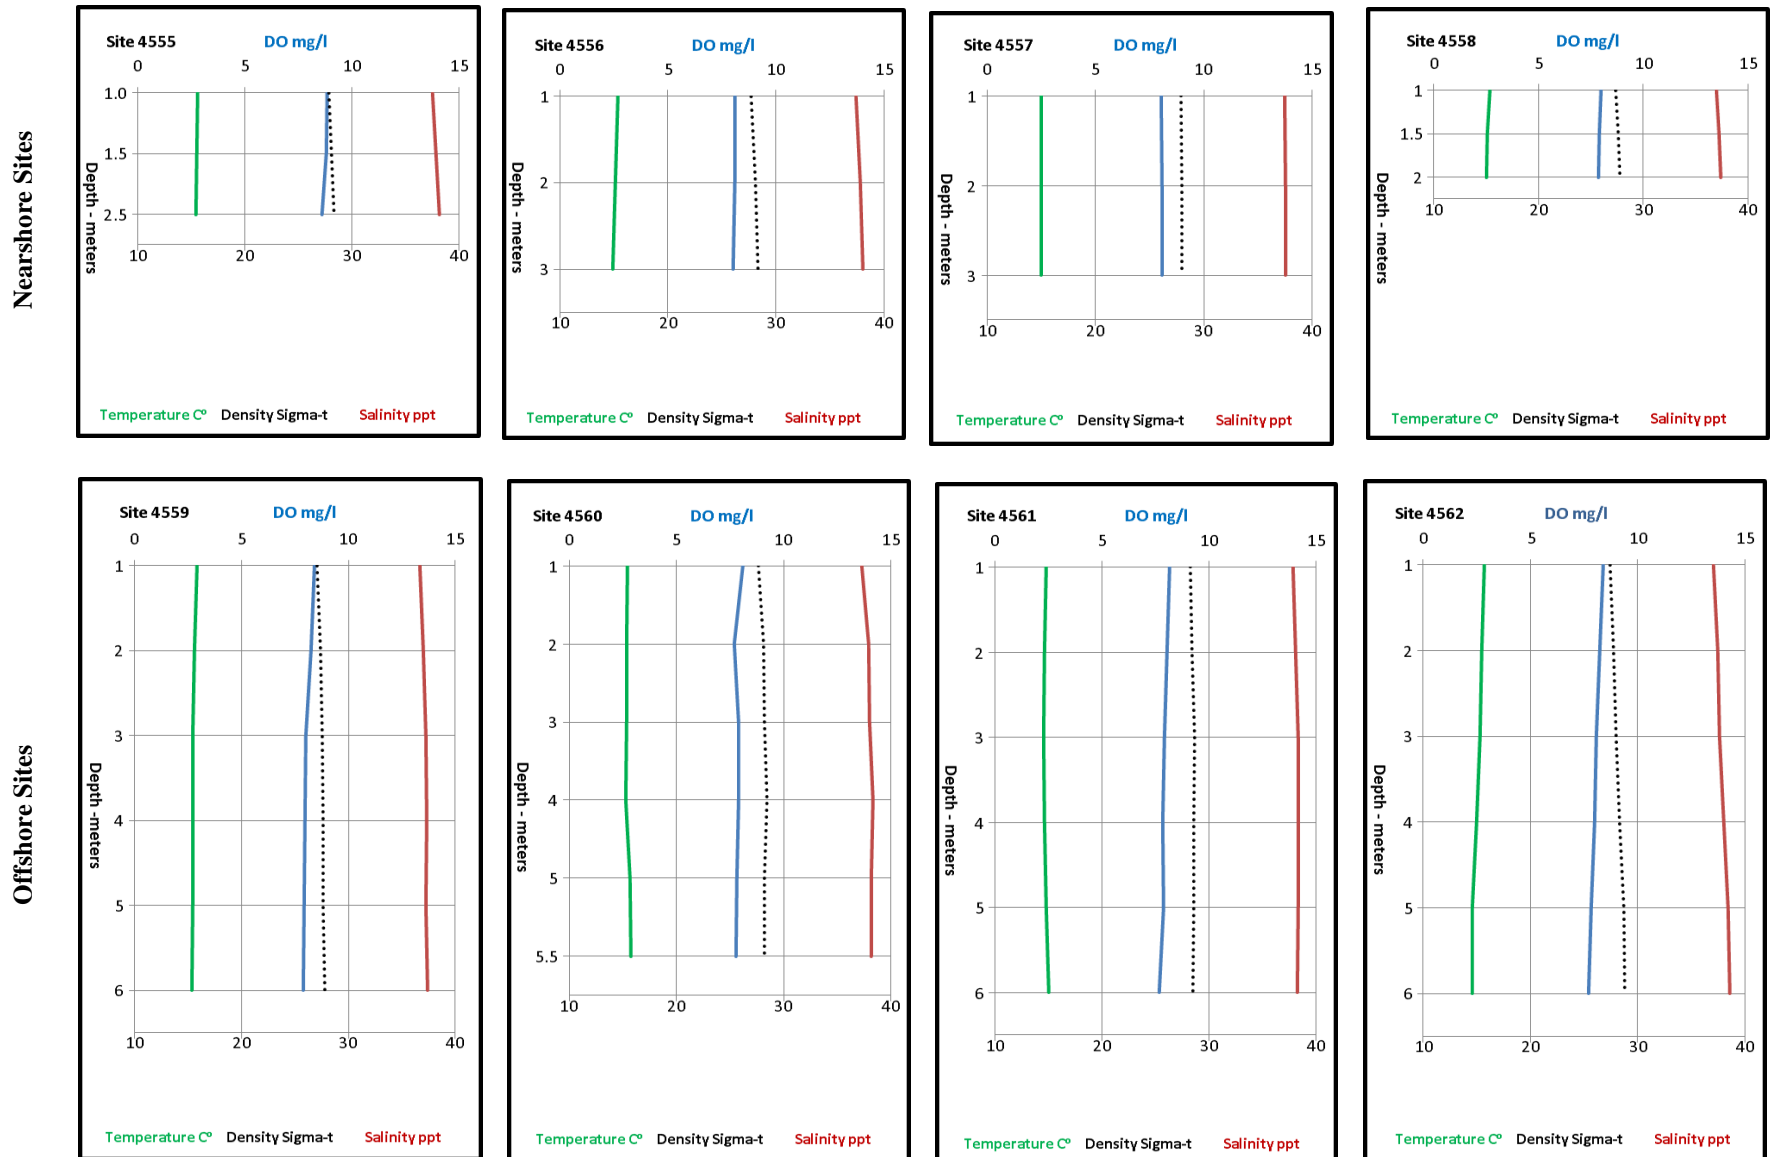 Nearshore Sites
Site 4555 DO mg/l
0 5 10 15
1.0
1.5
2.5
Depth - meters
10 20 30 40
Temperature Cº Density Sigma-t Salinity ppt
Site 4556 DO mg/l
0 5 10 15
1
2
3
Depth - meters
10 20 30 40
Temperature Cº Density Sigma-t Salinity ppt
Site 4557 DO mg/l
0 5 10 15
1
2
3
Depth - meters
10 20 30 40
Temperature Cº Density Sigma-t Salinity ppt
Site 4558 DO mg/l
0 5 10 15
1
1.5
2
Depth - meters
10 20 30 40
Temperature Cº Density Sigma-t Salinity ppt
Offshore Sites
Site 4559 DO mg/l
0 5 10 15
1
2
3
4
5
6
Depth -meters
10 20 30 40
Temperature Cº Density Sigma-t Salinity ppt
Site 4560 DO mg/l
0 5 10 15
1
2
3
4
5
5.5
Depth - meters
10 20 30 40
Temperature Cº Density Sigma-t Salinity ppt
Site 4561 DO mg/l
0 5 10 15
1
2
3
4
5
6
Depth - meters
10 20 30 40
Temperature Cº Density Sigma-t Salinity ppt
Site 4562 DO mg/l
0 5 10 15
1
2
3
4
5
6
Depth - meters
10 20 30 40
Temperature Cº Density Sigma-t Salinity ppt